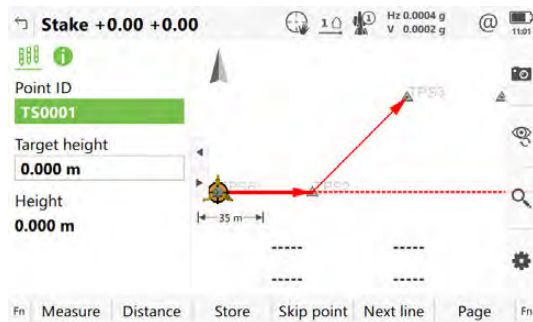 Stake +0.00 +0.00
1
1
Hz 0.0004 g
V 0.0002 g
@
11:01
Point ID
TS0001
Target height
0.000 m
Height
0.000 m
TPS3
TPS2
35 m
-----
-----
-----
-----
Fn
Measure
Distance
Store
Skip point
Next line
Page
Fn